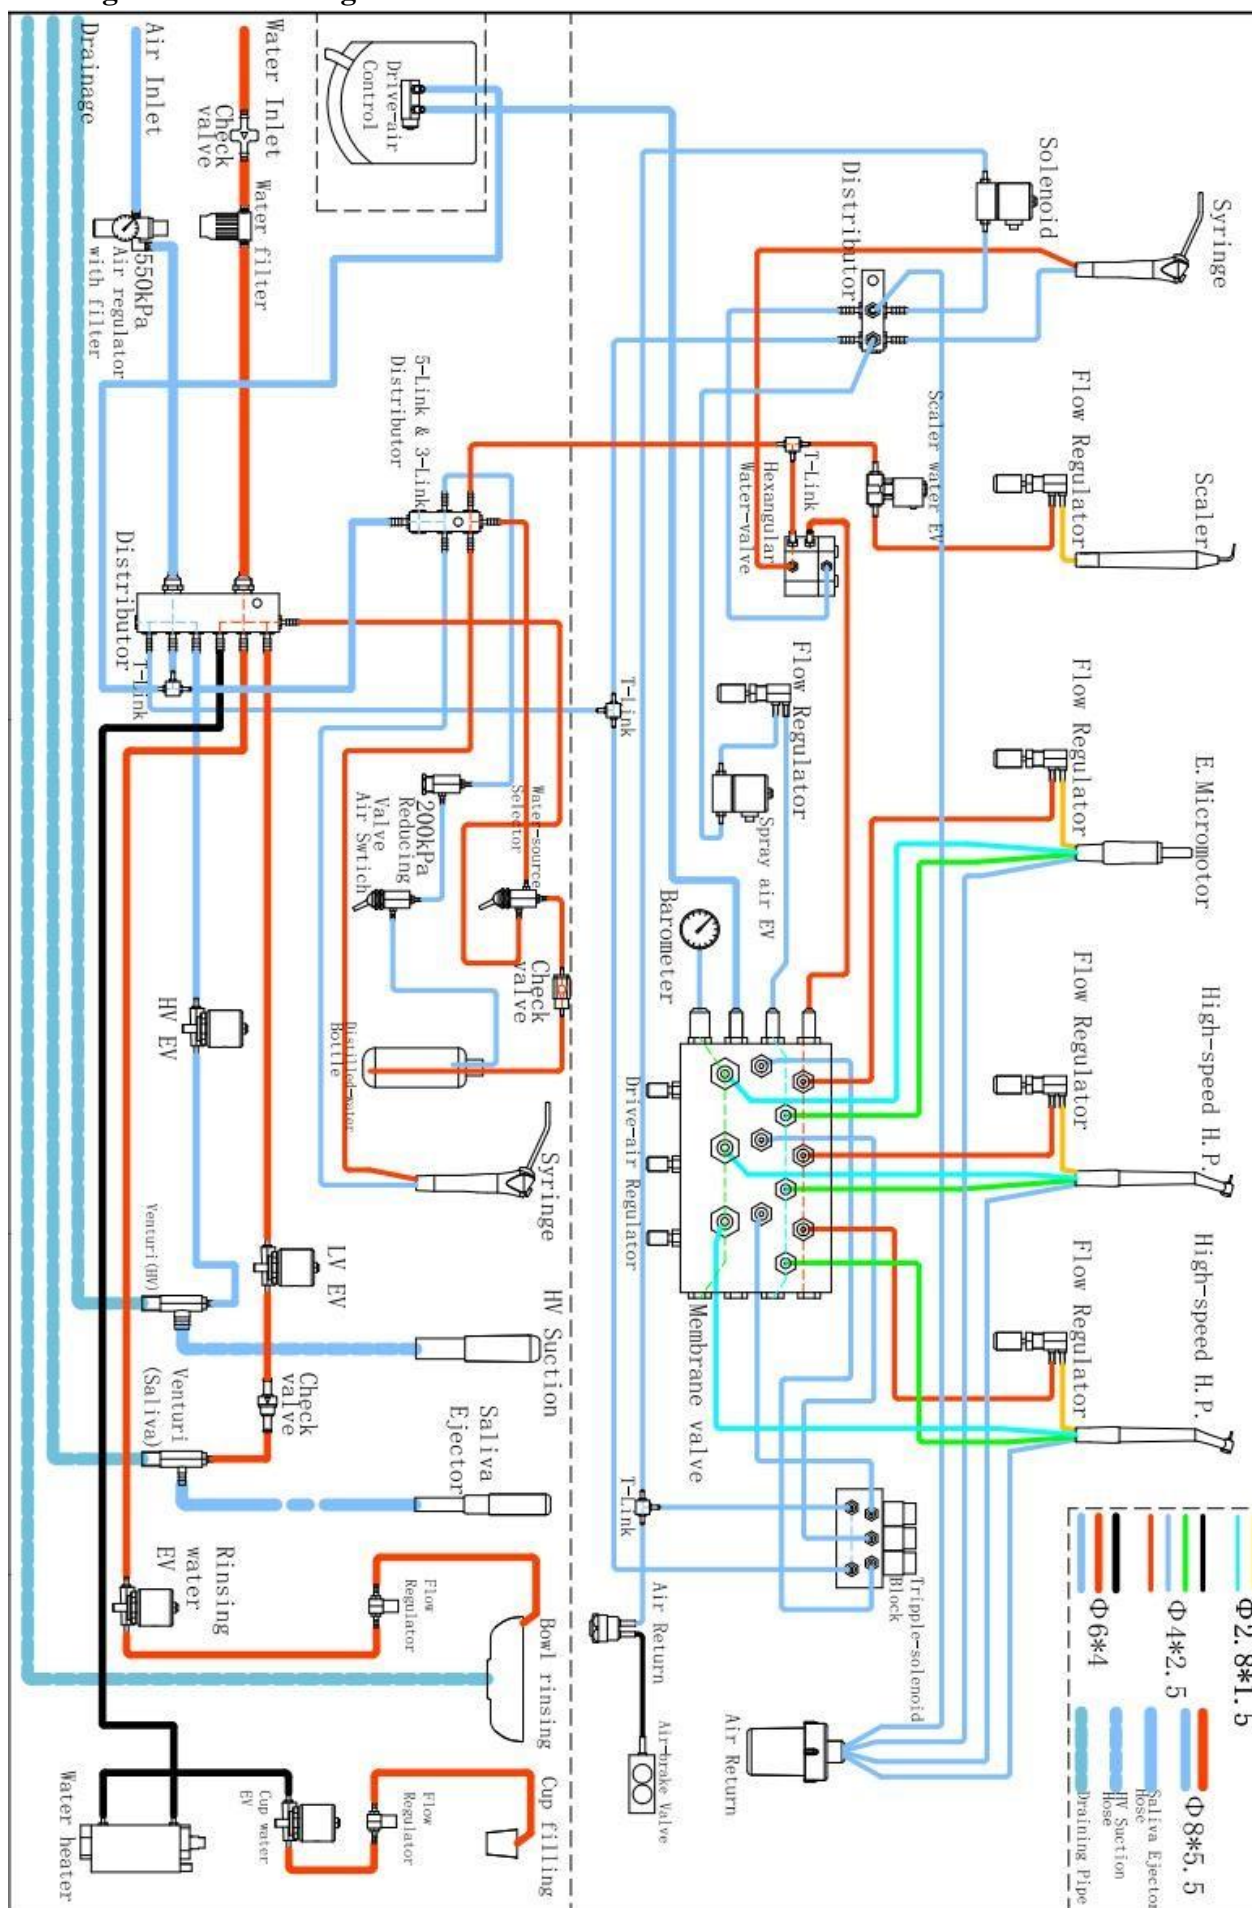 Water Inlet
Air Inlet
Drainage
Check
valve
Water filter
550kPa
Air regulator
with filter
Drive-air
Control
5-Link & 3-Link
Distributor
Distributor
T-Link
200kPa
Reducing
Valve
Air Swtich
Water-source
Selector
Check
valve
Distilled-water
Bottle
Syringe
HV EV
LV EV
HV Suction
Venturi(HV)
Venturi
(Saliva)
Check
valve
Saliva
Ejector
Rinsing
water
EV
Flow
Regulator
Bowl rinsing
Water heater
Cup water
EV
Flow
Regulator
Cup filling
Syringe
Solenoid
Distributor
Scaler water EV
T-Link
Hexangular
Water-valve
Flow Regulator
Scaler
T-Link
Flow Regulator
Spray air EV
Barometer
Flow Regulator
E.Micromotor
Flow Regulator
High-speed H.P.
Drive-air Regulator
Membrane valve
Flow Regulator
High-speed H.P.
T-Link
Tripple-solenoid
Block
Air Return
Air-brake Valve
Air Return
Φ2.8*1.5
Φ4*2.5
Φ6*4
Φ8*5.5
Saliva Ejector
Hose
HV Suction
Hose
Draining Pipe